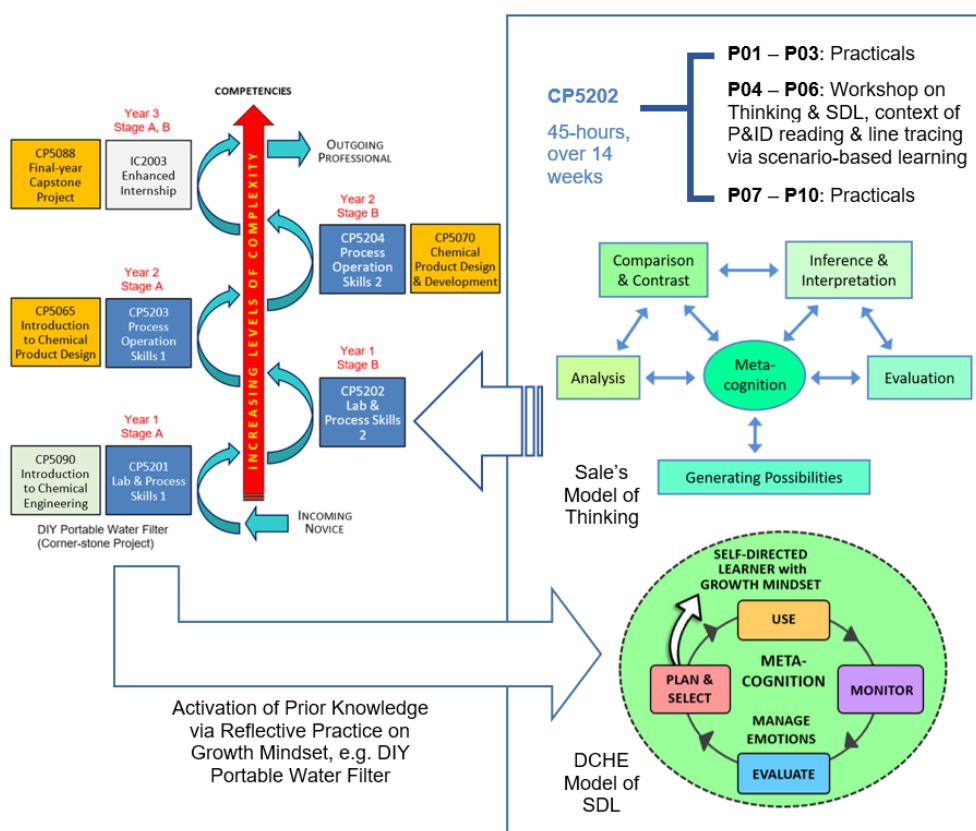 COMPETENCIES
INCREASING LEVELS OF COMPLEXITY
Year 3
Stage A, B
CP5088
Final-year
Capstone
Project
IC2003
Enhanced
Internship
OUTGOING
PROFESSIONAL
Year 2
Stage B
CP5204
Process
Operation
Skills 2
CP5070
Chemical
Product Design
& Development
Year 2
Stage A
CP5065
Introduction
to Chemical
Product Design
CP5203
Process
Operation
Skills 1
Year 1
Stage B
CP5202
Lab &
Process Skills
2
Year 1
Stage A
CP5090
Introduction
to Chemical
Engineering
CP5201
Lab & Process
Skills 1
INCOMING
NOVICE
DIY Portable Water Filter
(Corner-stone Project)
Activation of Prior Knowledge
via Reflective Practice on
Growth Mindset, e.g. DIY
Portable Water Filter
CP5202
45-hours,
over 14
weeks
P01 – P03: Practicals
P04 – P06: Workshop on
Thinking & SDL, context of
P&ID reading & line tracing
via scenario-based learning
P07 – P10: Practicals
Comparison
& Contrast
Inference &
Interpretation
Analysis
Meta-
cognition
Evaluation
Generating Possibilities
Sale’s
Model of
Thinking
SELF-DIRECTED
LEARNER with
GROWTH MINDSET
USE
META-
COGNITION
PLAN &
SELECT
MONITOR
MANAGE
EMOTIONS
EVALUATE
DCHE
Model of
SDL